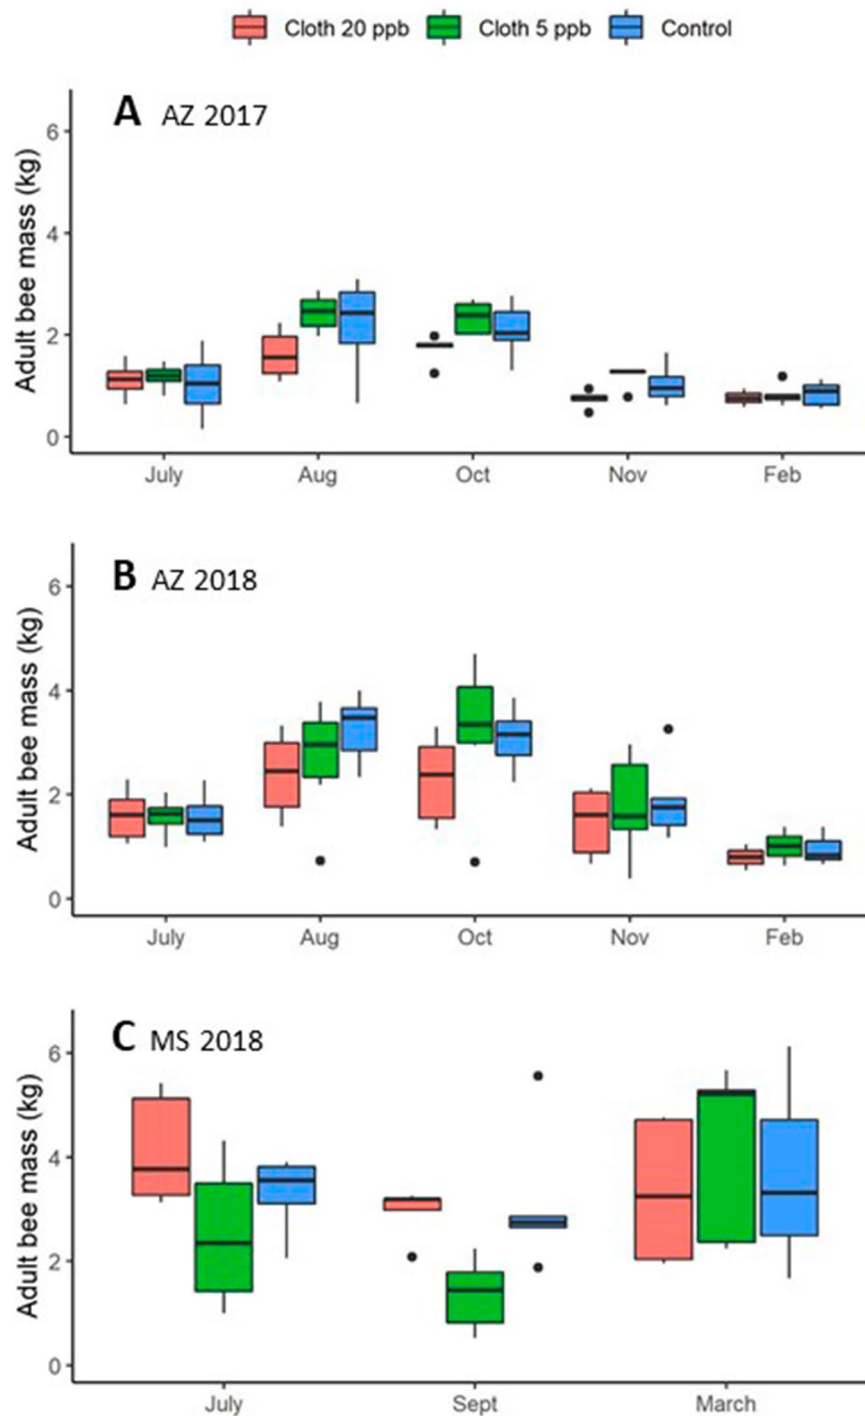 Cloth 20 ppb Cloth 5 ppb Control
A AZ 2017
Adult bee mass (kg)
6
4
2
0
July Aug Oct Nov Feb
B AZ 2018
Adult bee mass (kg)
6
4
2
0
July Aug Oct Nov Feb
C MS 2018
Adult bee mass (kg)
6
4
2
0
July Sept March